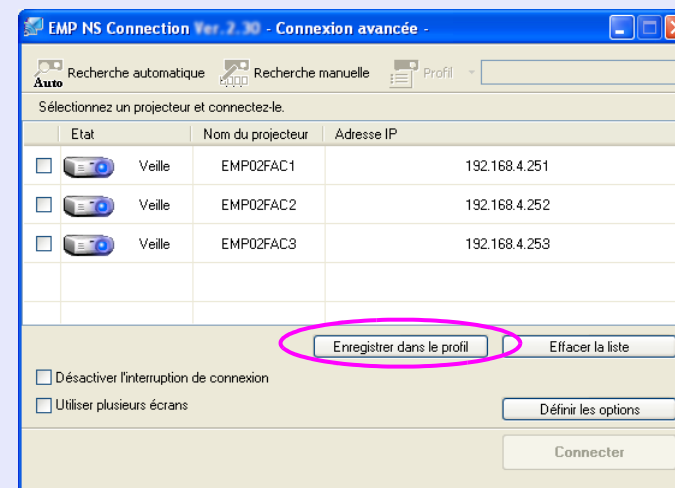 EMP NS Connection Ver.2.30 - Connexion avancée -
Auto Recherche automatique Recherche manuelle Profil
Sélectionnez un projecteur et connectez-le.
Etat Nom du projecteur Adresse IP
Veille EMP02FAC1 192.168.4.251
Veille EMP02FAC2 192.168.4.252
Veille EMP02FAC3 192.168.4.253
Enregistrer dans le profil Effacer la liste
Désactiver l'interruption de connexion
Utiliser plusieurs écrans
Définir les options
Connecter